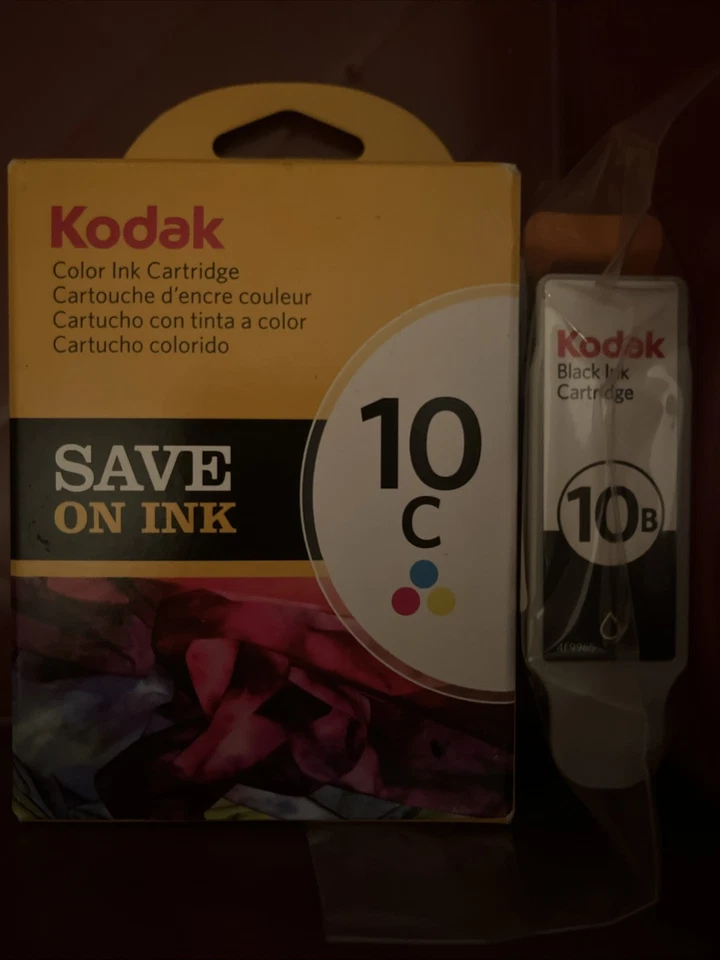 Kodak
Color Ink Cartridge
Cartouche d'encre couleur
Cartucho con tinta a color
Cartucho colorido
SAVE
ON INK
10
C
Kodak
Black Ink
Cartridge
10B